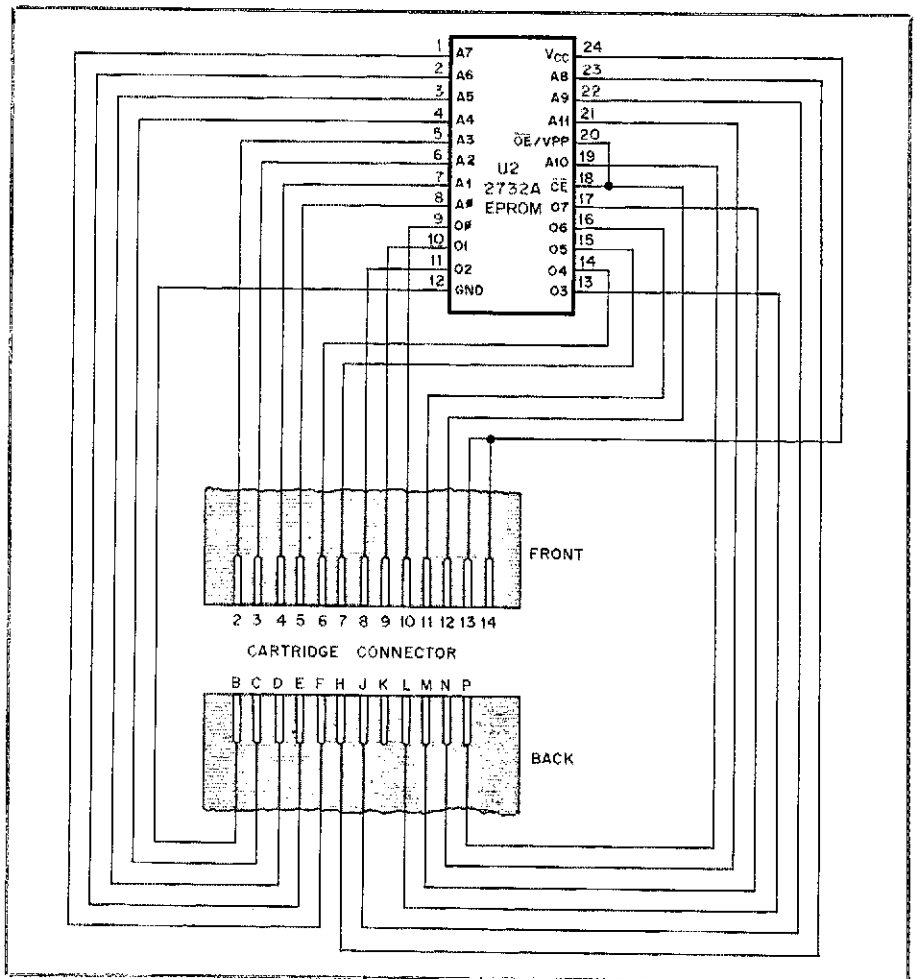 1 A7 VCC 24
2 A6 A8 23
3 A5 A9 22
4 A4 A11 21
5 A3 OE/VPP 20
6 A2 A10 19
7 A1 CE 18
8 AØ O7 17
9 OØ O6 16
10 O1 O5 15
11 O2 O4 14
12 GND O3 13
U2
2732A
EPROM
FRONT
2 3 4 5 6 7 8 9 10 11 12 13 14
CARTRIDGE CONNECTOR
B C D E F H J K L M N P
BACK